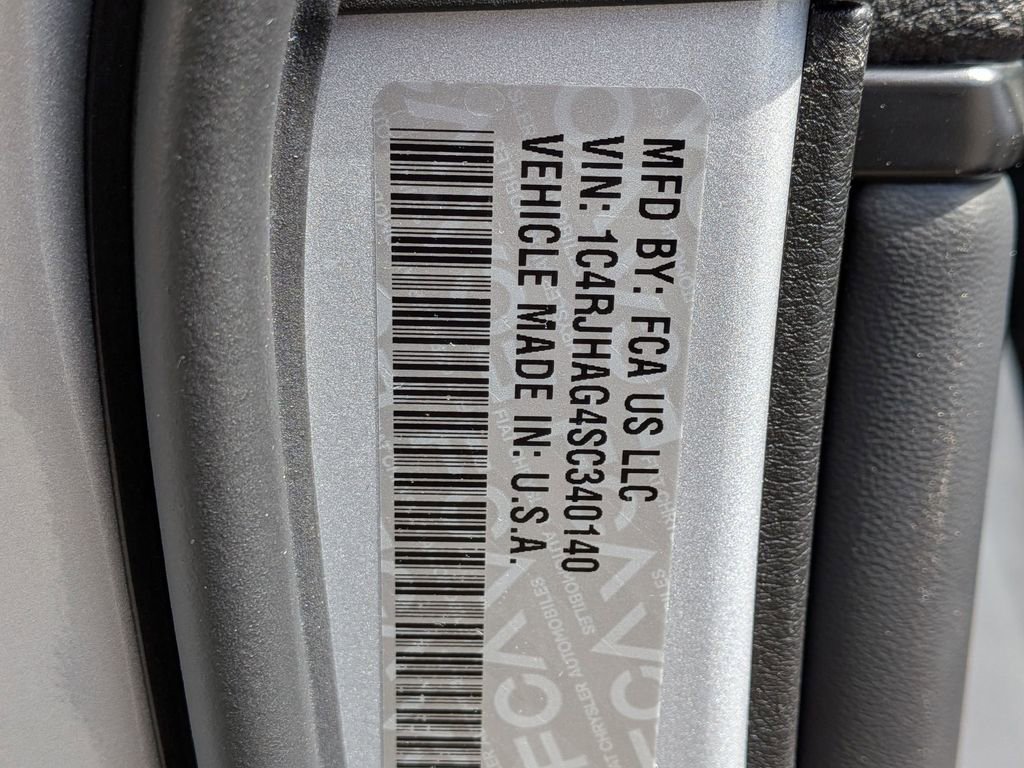 MFD BY: FCA US LLC
VIN: 1C4RJHAG4SC340140
VEHICLE MADE IN: U.S.A.